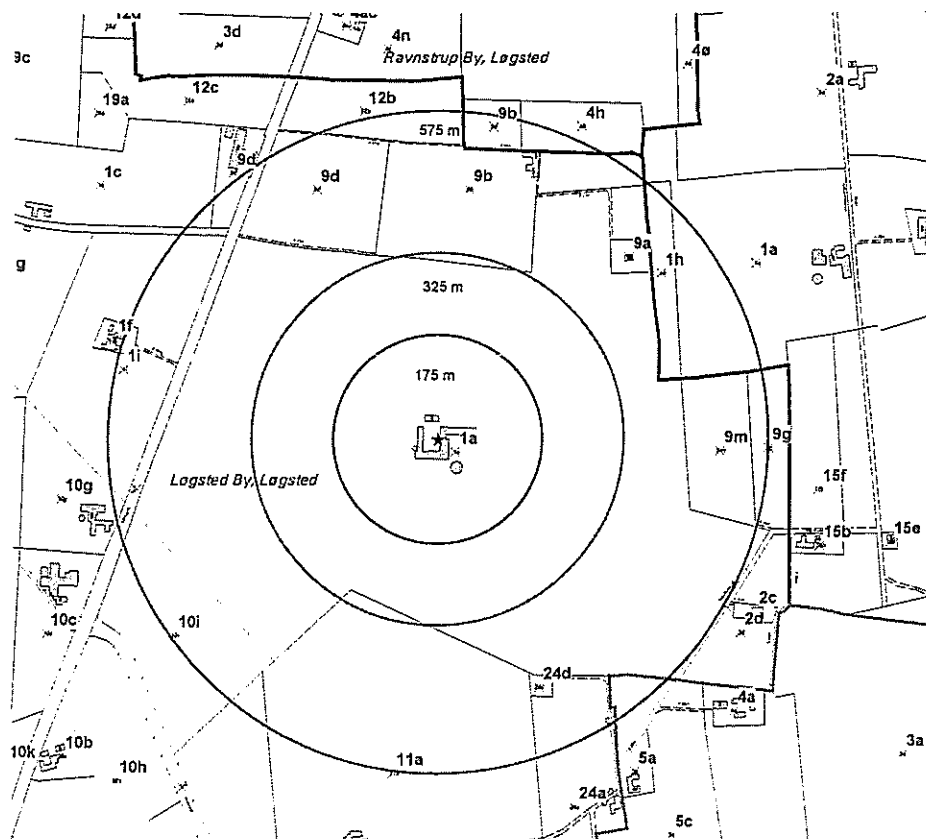 12d
3d
4ac
4n
4ø
9c
Ravnstrup By, Løgsted
2a
19a
12c
12b
9b
4h
575 m
9d
1c
9d
9b
9a
1h
1a
g
325 m
1f
1i
175 m
1a
9m
9g
Løgsted By, Løgsted
10g
15f
15b
15e
i
10c
10i
2c
2d
24d
4a
10k
10b
10h
11a
5a
3a
24a
5c